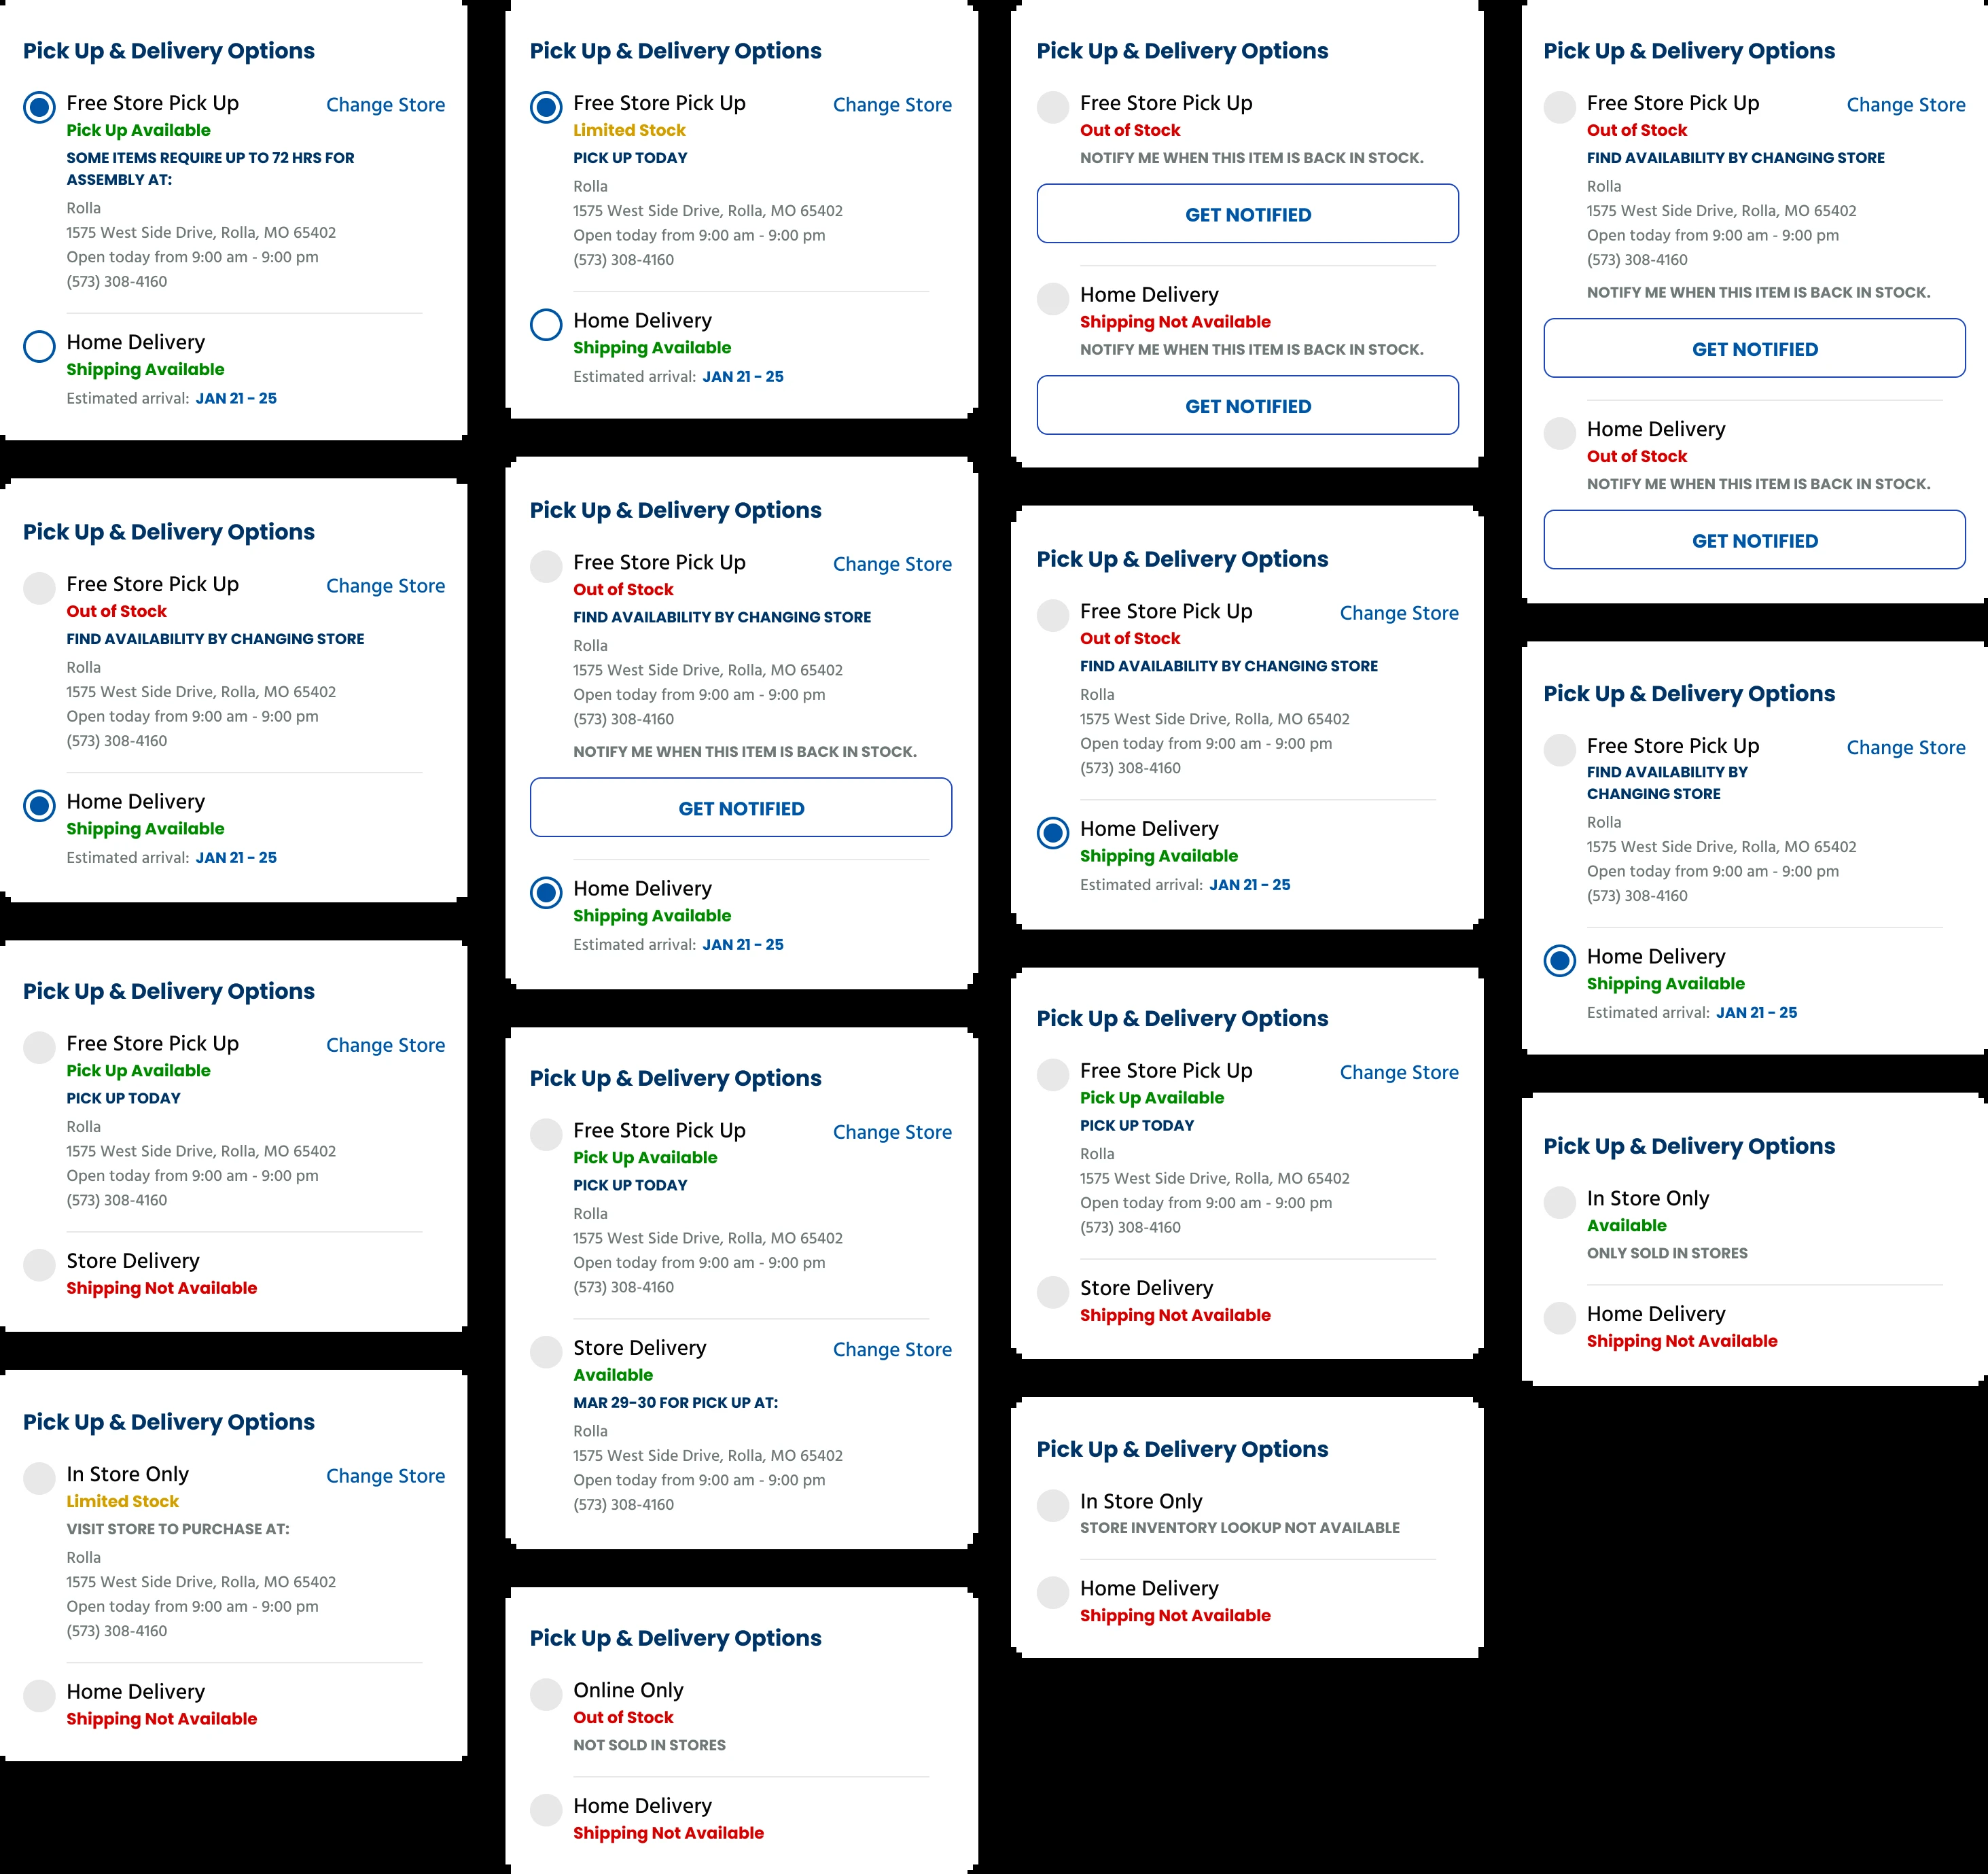 Pick Up & Delivery Options
Free Store Pick Up
Change Store
Pick Up Available
SOME ITEMS REQUIRE UP TO 72 HRS FOR
ASSEMBLY AT:
Rolla
1575 West Side Drive, Rolla, MO 65402
Open today from 9:00 am - 9:00 pm
(573) 308-4160
Home Delivery
Shipping Available
Estimated arrival: JAN 21 - 25
Pick Up & Delivery Options
Free Store Pick Up
Change Store
Out of Stock
FIND AVAILABILITY BY CHANGING STORE
Rolla
1575 West Side Drive, Rolla, MO 65402
Open today from 9:00 am - 9:00 pm
(573) 308-4160
Home Delivery
Shipping Available
Estimated arrival: JAN 21 - 25
Pick Up & Delivery Options
Free Store Pick Up
Change Store
Pick Up Available
PICK UP TODAY
Rolla
1575 West Side Drive, Rolla, MO 65402
Open today from 9:00 am - 9:00 pm
(573) 308-4160
Store Delivery
Shipping Not Available
Pick Up & Delivery Options
In Store Only
Change Store
Limited Stock
VISIT STORE TO PURCHASE AT:
Rolla
1575 West Side Drive, Rolla, MO 65402
Open today from 9:00 am - 9:00 pm
(573) 308-4160
Home Delivery
Shipping Not Available
Pick Up & Delivery Options
Free Store Pick Up
Change Store
Limited Stock
PICK UP TODAY
Rolla
1575 West Side Drive, Rolla, MO 65402
Open today from 9:00 am - 9:00 pm
(573) 308-4160
Home Delivery
Shipping Available
Estimated arrival: JAN 21 - 25
Pick Up & Delivery Options
Free Store Pick Up
Change Store
Out of Stock
FIND AVAILABILITY BY CHANGING STORE
Rolla
1575 West Side Drive, Rolla, MO 65402
Open today from 9:00 am - 9:00 pm
(573) 308-4160
NOTIFY ME WHEN THIS ITEM IS BACK IN STOCK.
GET NOTIFIED
Home Delivery
Shipping Available
Estimated arrival: JAN 21 - 25
Pick Up & Delivery Options
Free Store Pick Up
Change Store
Pick Up Available
PICK UP TODAY
Rolla
1575 West Side Drive, Rolla, MO 65402
Open today from 9:00 am - 9:00 pm
(573) 308-4160
Store Delivery
Change Store
Available
MAR 29-30 FOR PICK UP AT:
Rolla
1575 West Side Drive, Rolla, MO 65402
Open today from 9:00 am - 9:00 pm
(573) 308-4160
Pick Up & Delivery Options
Online Only
Out of Stock
NOT SOLD IN STORES
Home Delivery
Shipping Not Available
Pick Up & Delivery Options
Free Store Pick Up
Out of Stock
NOTIFY ME WHEN THIS ITEM IS BACK IN STOCK.
GET NOTIFIED
Home Delivery
Shipping Not Available
NOTIFY ME WHEN THIS ITEM IS BACK IN STOCK.
GET NOTIFIED
Pick Up & Delivery Options
Free Store Pick Up
Change Store
Out of Stock
FIND AVAILABILITY BY CHANGING STORE
Rolla
1575 West Side Drive, Rolla, MO 65402
Open today from 9:00 am - 9:00 pm
(573) 308-4160
Home Delivery
Shipping Available
Estimated arrival: JAN 21 - 25
Pick Up & Delivery Options
Free Store Pick Up
Change Store
Pick Up Available
PICK UP TODAY
Rolla
1575 West Side Drive, Rolla, MO 65402
Open today from 9:00 am - 9:00 pm
(573) 308-4160
Store Delivery
Shipping Not Available
Pick Up & Delivery Options
In Store Only
STORE INVENTORY LOOKUP NOT AVAILABLE
Home Delivery
Shipping Not Available
Pick Up & Delivery Options
Free Store Pick Up
Change Store
Out of Stock
FIND AVAILABILITY BY CHANGING STORE
Rolla
1575 West Side Drive, Rolla, MO 65402
Open today from 9:00 am - 9:00 pm
(573) 308-4160
NOTIFY ME WHEN THIS ITEM IS BACK IN STOCK.
GET NOTIFIED
Home Delivery
Out of Stock
NOTIFY ME WHEN THIS ITEM IS BACK IN STOCK.
GET NOTIFIED
Pick Up & Delivery Options
Free Store Pick Up
Change Store
FIND AVAILABILITY BY
CHANGING STORE
Rolla
1575 West Side Drive, Rolla, MO 65402
Open today from 9:00 am - 9:00 pm
(573) 308-4160
Home Delivery
Shipping Available
Estimated arrival: JAN 21 - 25
Pick Up & Delivery Options
In Store Only
Available
ONLY SOLD IN STORES
Home Delivery
Shipping Not Available